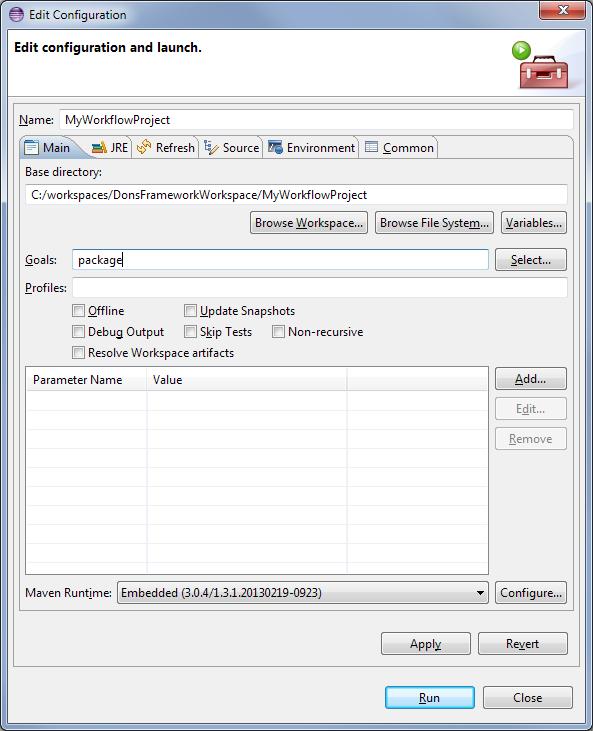 Edit Configuration
Edit configuration and launch.
Name: MyWorkflowProject
Main JRE Refresh Source Environment Common
Base directory:
C:/workspaces/DonsFrameworkWorkspace/MyWorkflowProject
Browse Workspace... Browse File System... Variables...
Goals: package Select...
Profiles:
Offline Update Snapshots
Debug Output Skip Tests Non-recursive
Resolve Workspace artifacts
Parameter Name Value Add...
Edit...
Remove
Maven Runtime: Embedded (3.0.4/1.3.1.20130219-0923) Configure...
Apply Revert
Run Close